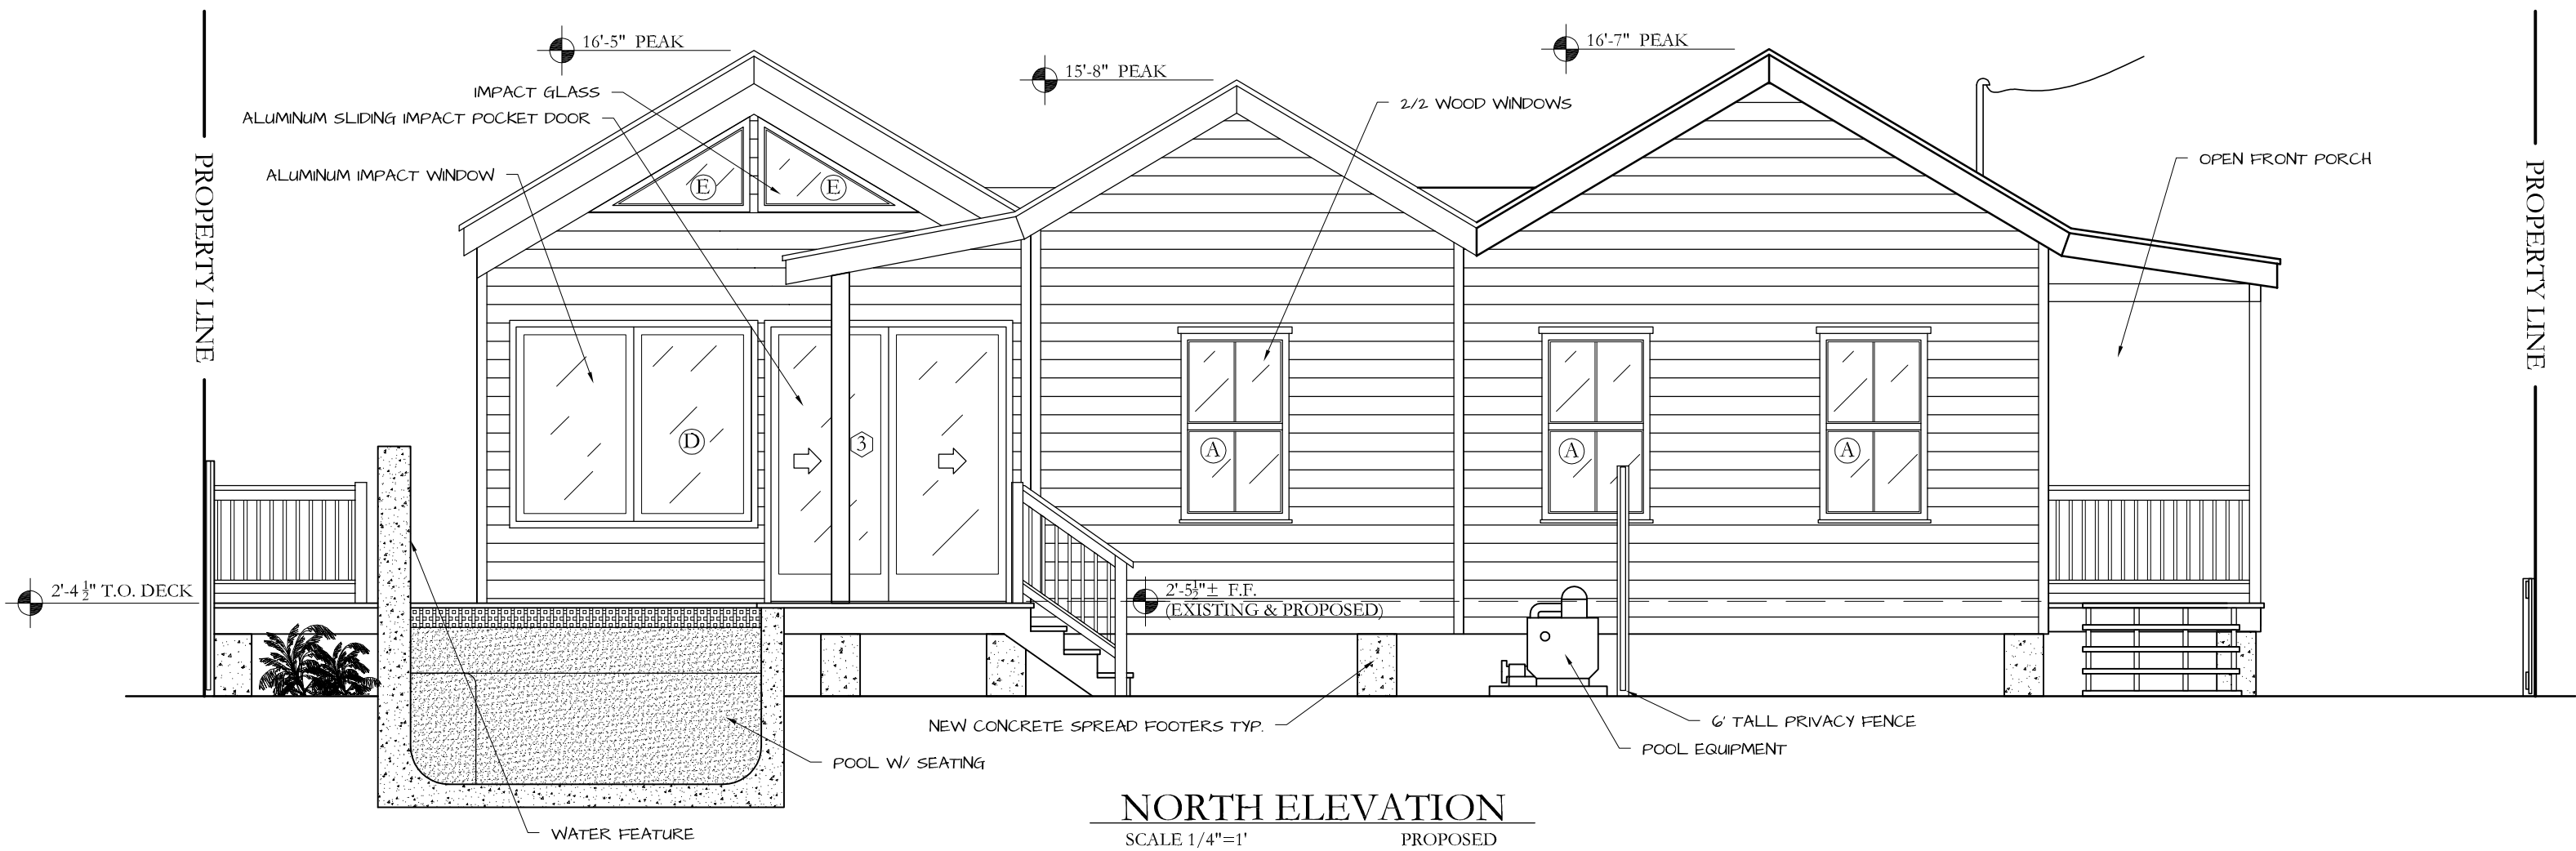 16'-5" PEAK
15'-8" PEAK
16'-7" PEAK
IMPACT GLASS
ALUMINUM SLIDING IMPACT POCKET DOOR
ALUMINUM IMPACT WINDOW
2/2 WOOD WINDOWS
OPEN FRONT PORCH
PROPERTY LINE
PROPERTY LINE
E
E
D
3
A
A
A
2'-4 1/2" T.O. DECK
2'-5 1/2"± F.F.
(EXISTING & PROPOSED)
NEW CONCRETE SPREAD FOOTERS TYP.
6' TALL PRIVACY FENCE
POOL EQUIPMENT
POOL W/ SEATING
WATER FEATURE
NORTH ELEVATION
SCALE 1/4"=1' PROPOSED